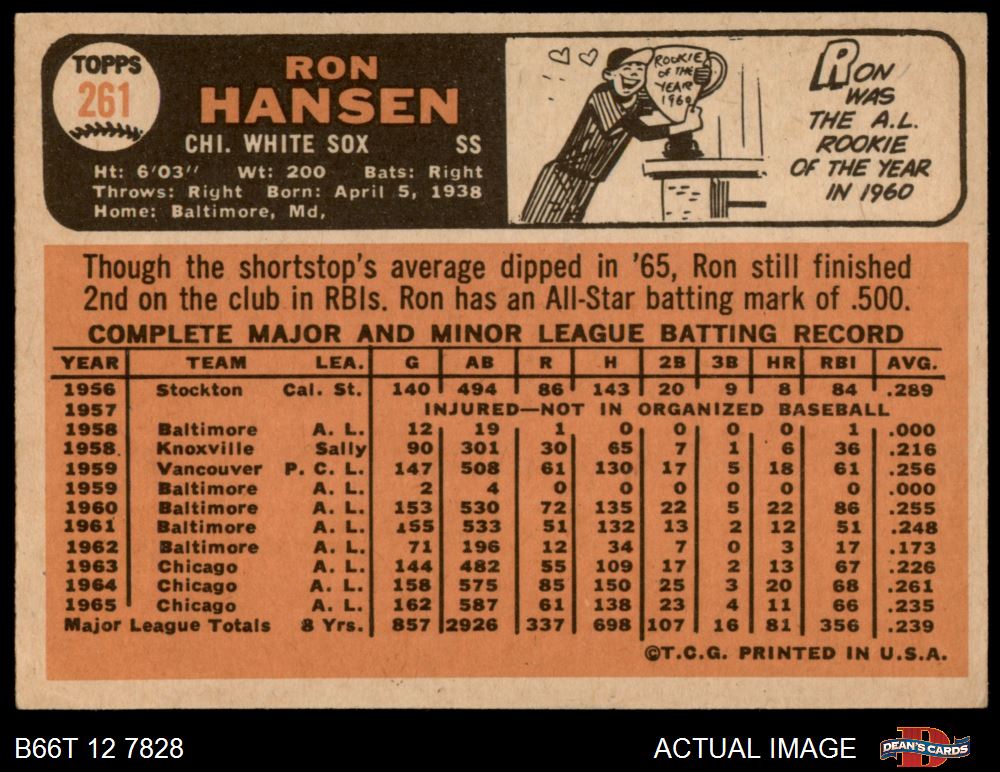 TOPPS
261
RON
HANSEN
CHI. WHITE SOX SS
Ht: 6'03" Wt: 200 Bats: Right
Throws: Right Born: April 5, 1938
Home: Baltimore, Md,
ROOKIE
OF THE
YEAR
1960
RON
WAS
THE A.L.
ROOKIE
OF THE YEAR
IN 1960
Though the shortstop's average dipped in '65, Ron still finished
2nd on the club in RBIs. Ron has an All-Star batting mark of .500.
COMPLETE MAJOR AND MINOR LEAGUE BATTING RECORD
YEAR TEAM LEA. G AB R H 2B 3B HR RBI AVG.
1956 Stockton Cal. St. 140 494 86 143 20 9 8 84 .289
1957 INJURED—NOT IN ORGANIZED BASEBALL
1958 Baltimore A. L. 12 19 1 0 0 0 0 1 .000
1958 Knoxville Sally 90 301 30 65 7 1 6 36 .216
1959 Vancouver P. C. L. 147 508 61 130 17 5 18 61 .256
1959 Baltimore A. L. 2 4 0 0 0 0 0 0 .000
1960 Baltimore A. L. 153 530 72 135 22 5 22 86 .255
1961 Baltimore A. L. 155 533 51 132 13 2 12 51 .248
1962 Baltimore A. L. 71 196 12 34 7 0 3 17 .173
1963 Chicago A. L. 144 482 55 109 17 2 13 67 .226
1964 Chicago A. L. 158 575 85 150 25 3 20 68 .261
1965 Chicago A. L. 162 587 61 138 23 4 11 66 .235
Major League Totals 8 Yrs. 857 2926 337 698 107 16 81 356 .239
©T.C.G. PRINTED IN U.S.A.
B66T 12 7828
ACTUAL IMAGE
DEAN'S CARDS